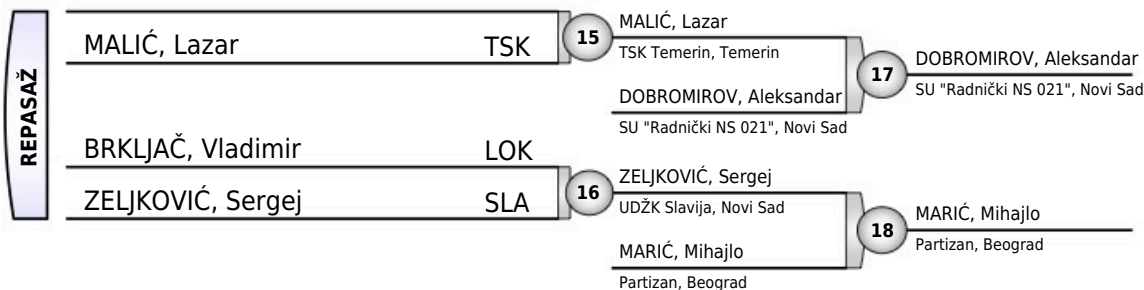 REPASAŽ
MALIĆ, Lazar TSK
BRKLJAČ, Vladimir LOK
ZELJKOVIĆ, Sergej SLA
15
MALIĆ, Lazar
TSK Temerin, Temerin
DOBROMIROV, Aleksandar
SU "Radnički NS 021", Novi Sad
16
ZELJKOVIĆ, Sergej
UDŽK Slavija, Novi Sad
MARIĆ, Mihajlo
Partizan, Beograd
17
DOBROMIROV, Aleksandar
SU "Radnički NS 021", Novi Sad
18
MARIĆ, Mihajlo
Partizan, Beograd